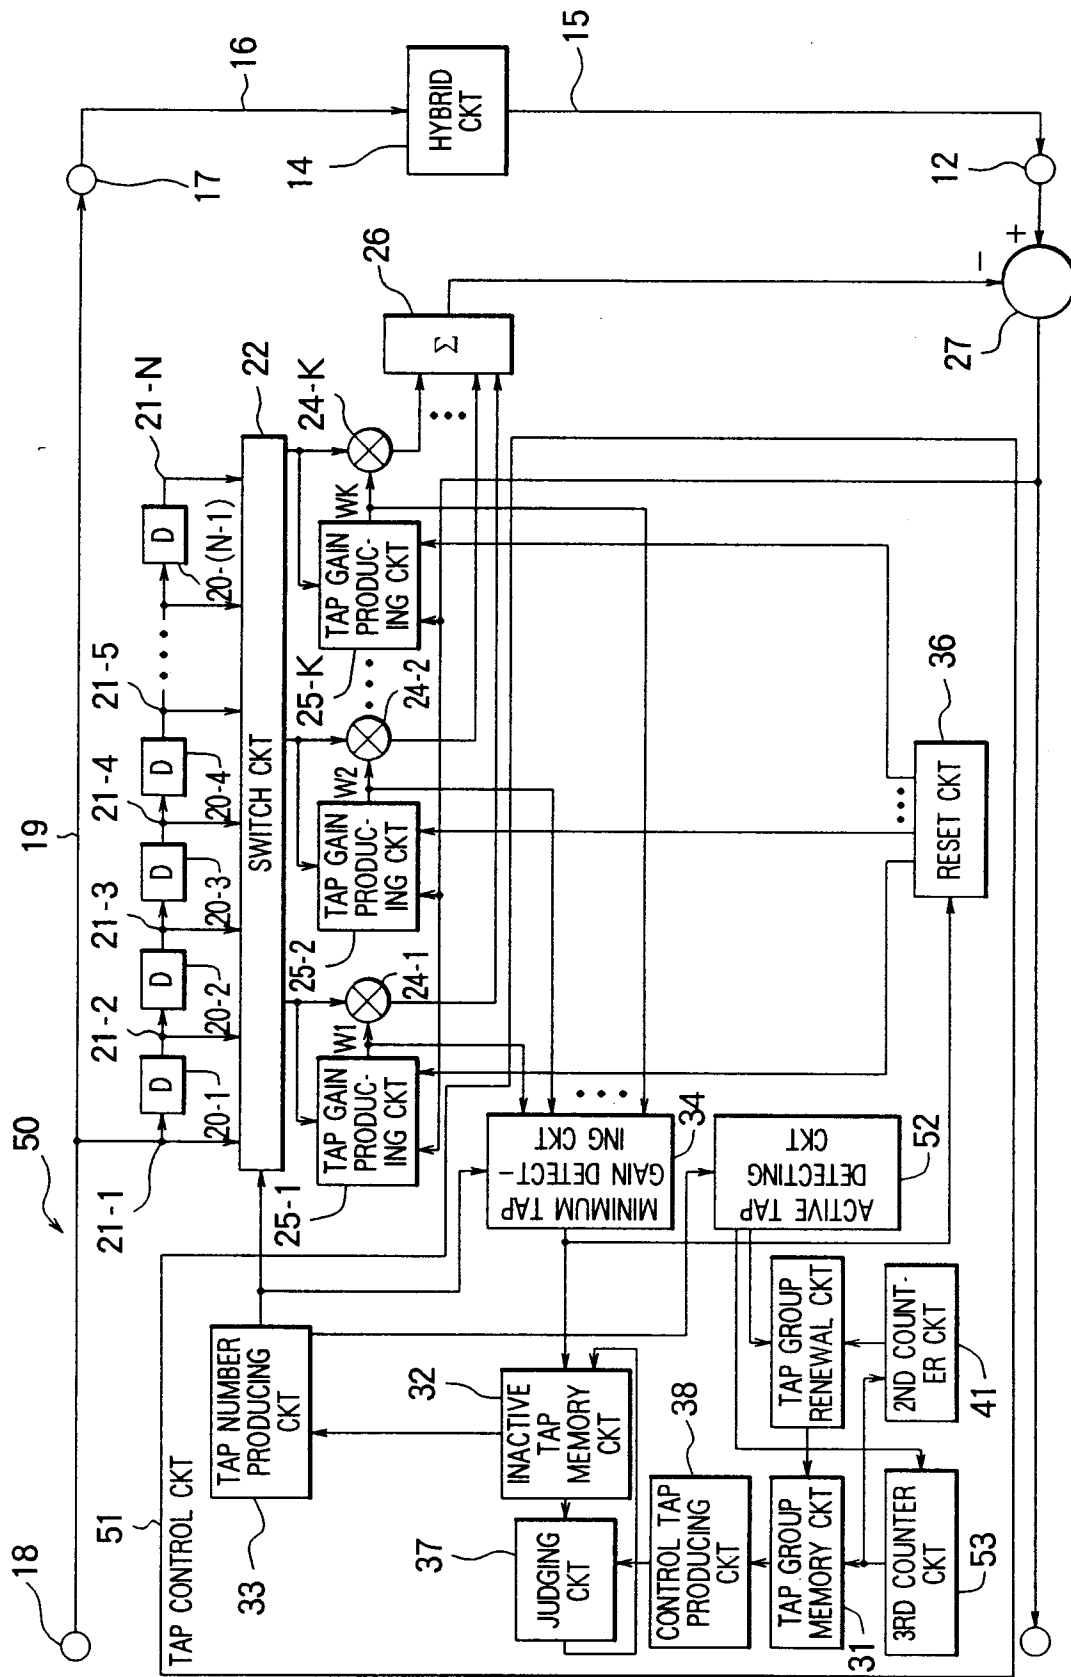 50
18
19
17
16
HYBRID
CKT
14
15
12
+
−
27
26
Σ
21-1
21-2
21-3
21-4
21-5
21-N
D
D
D
D
D
20-1
20-2
20-3
20-4
20-(N-1)
SWITCH CKT
22
TAP GAIN
PRODUC-
ING CKT
25-1
W1
24-1
TAP GAIN
PRODUC-
ING CKT
25-2
W2
24-2
TAP GAIN
PRODUC-
ING CKT
25-K
WK
24-K
51
TAP CONTROL CKT
TAP NUMBER
PRODUCING
CKT
33
MINIMUM TAP
GAIN DETECT-
ING CKT
34
ACTIVE TAP
DETECTING
CKT
52
RESET CKT
36
INACTIVE
TAP
MEMORY
CKT
32
JUDGING
CKT
37
CONTROL TAP
PRODUCING
CKT
38
TAP GROUP
MEMORY CKT
31
TAP GROUP
RENEWAL CKT
2ND COUNT-
ER CKT
41
3RD COUNTER
CKT
53